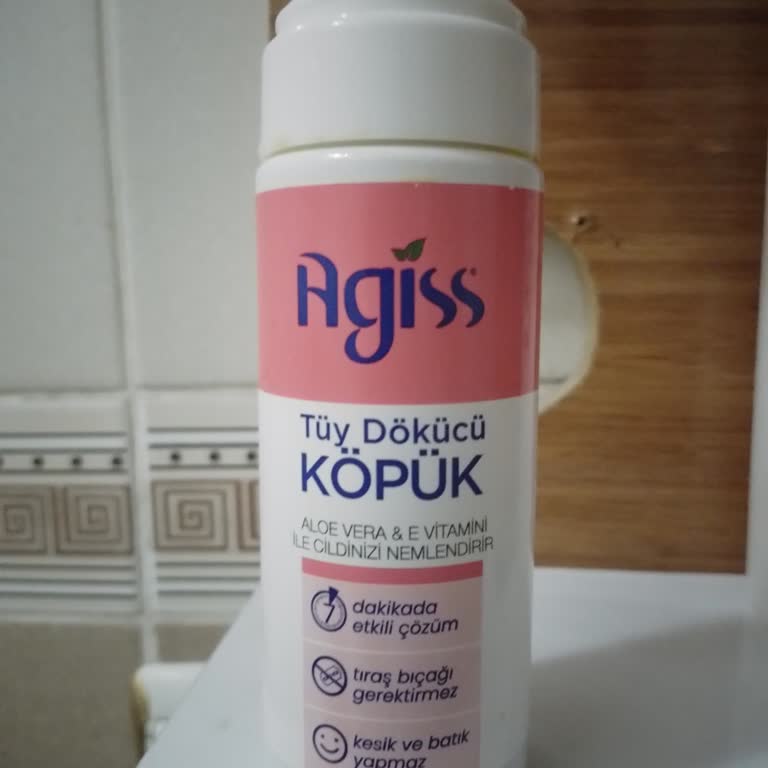 Agiss
Tüy Dökücü
KÖPÜK
ALOE VERA & E VİTAMİNİ
İLE CİLDİNİZİ NEMLENDİRİR
7
dakikada
etkili çözüm
tıraş bıçağı
gerektirmez
kesik ve batık
yapmaz